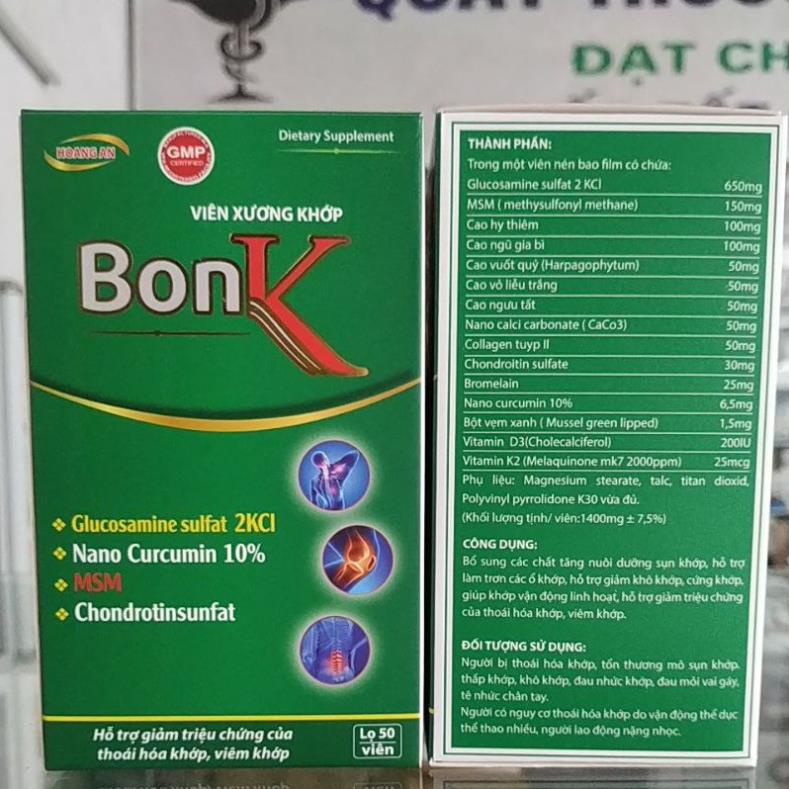 ĐẠT CH
HOANG AN
GMP
CERTIFIED
Dietary Supplement
VIÊN XƯƠNG KHỚP
BonK
❖ Glucosamine sulfat 2KCl
❖ Nano Curcumin 10%
❖ MSM
❖ Chondrotinsunfat
Hỗ trợ giảm triệu chứng của
thoái hóa khớp, viêm khớp
Lọ 50
viên
THÀNH PHẦN:
Trong một viên nén bao film có chứa:
Glucosamine sulfat 2 KCl 650mg
MSM ( methysulfonyl methane) 150mg
Cao hy thiêm 100mg
Cao ngũ gia bì 100mg
Cao vuốt quỷ (Harpagophytum) 50mg
Cao vỏ liễu trắng 50mg
Cao ngưu tất 50mg
Nano calci carbonate ( CaCo3) 50mg
Collagen tuyp II 50mg
Chondroitin sulfate 30mg
Bromelain 25mg
Nano curcumin 10% 6,5mg
Bột vẹm xanh ( Mussel green lipped) 1,5mg
Vitamin D3(Cholecalciferol) 200IU
Vitamin K2 (Melaquinone mk7 2000ppm) 25mcg
Phụ liệu: Magnesium stearate, talc, titan dioxid,
Polyvinyl pyrrolidone K30 vừa đủ.
(Khối lượng tịnh/ viên:1400mg ± 7,5%)
CÔNG DỤNG:
Bổ sung các chất tăng nuôi dưỡng sụn khớp, hỗ trợ
làm trơn các ổ khớp, hỗ trợ giảm khô khớp, cứng khớp,
giúp khớp vận động linh hoạt, hỗ trợ giảm triệu chứng
của thoái hóa khớp, viêm khớp.
ĐỐI TƯỢNG SỬ DỤNG:
Người bị thoái hóa khớp, tổn thương mô sụn khớp.
thấp khớp, khô khớp, đau nhức khớp, đau mỏi vai gáy,
tê nhức chân tay.
Người có nguy cơ thoái hóa khớp do vận động thể dục
thể thao nhiều, người lao động nặng nhọc.